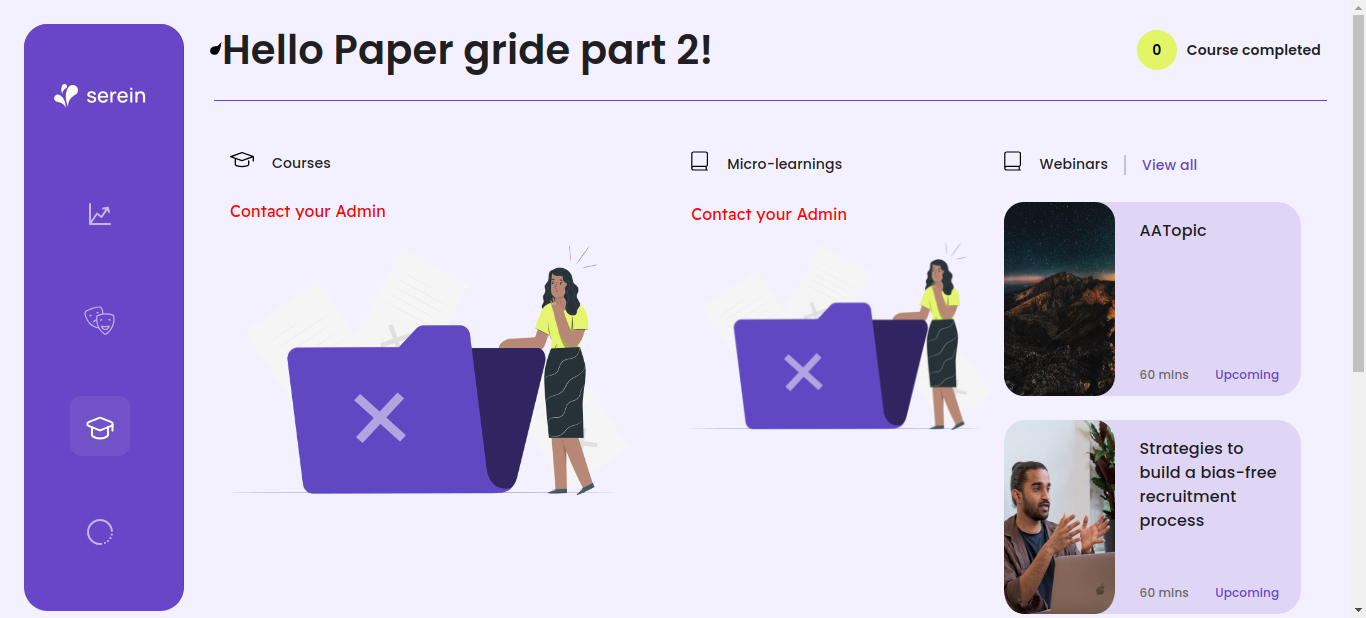 serein
Hello Paper gride part 2!
0 Course completed
Courses
Contact your Admin
Micro-learnings
Contact your Admin
Webinars | View all
AATopic
60 mins Upcoming
Strategies to
build a bias-free
recruitment
process
60 mins Upcoming